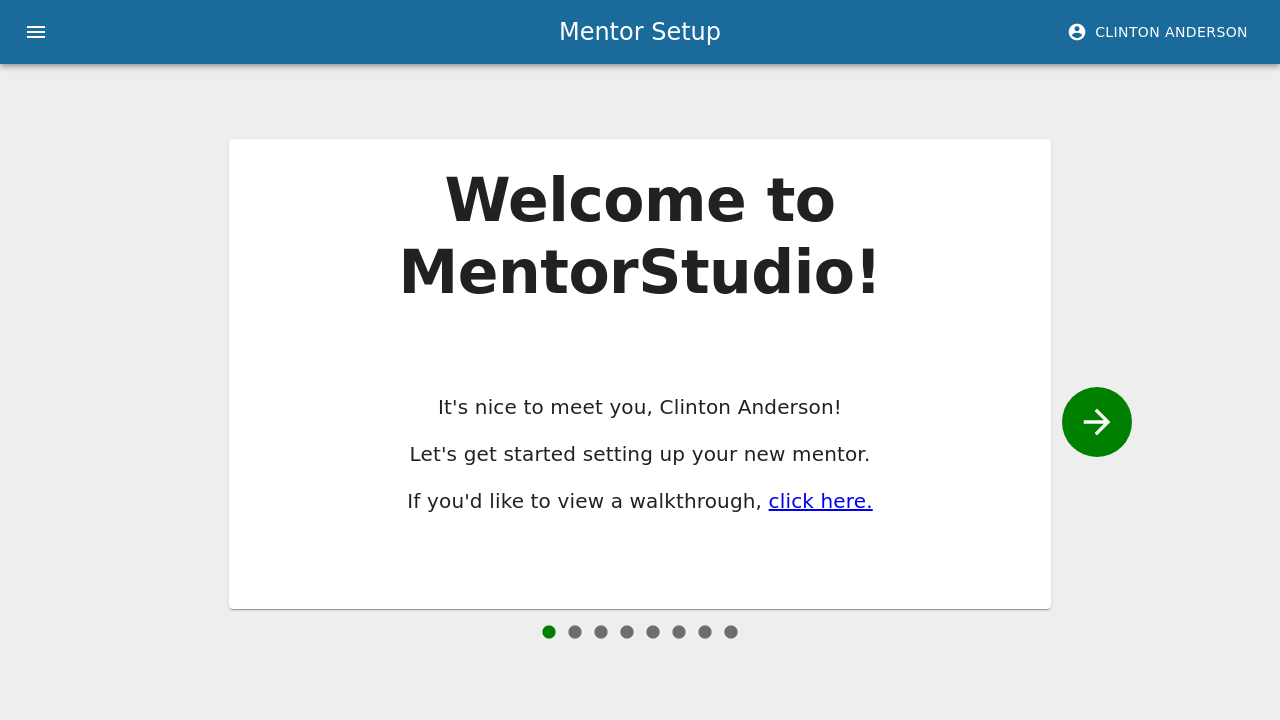 Mentor Setup
CLINTON ANDERSON
Welcome to
MentorStudio!
It's nice to meet you, Clinton Anderson!
Let's get started setting up your new mentor.
If you'd like to view a walkthrough, click here.